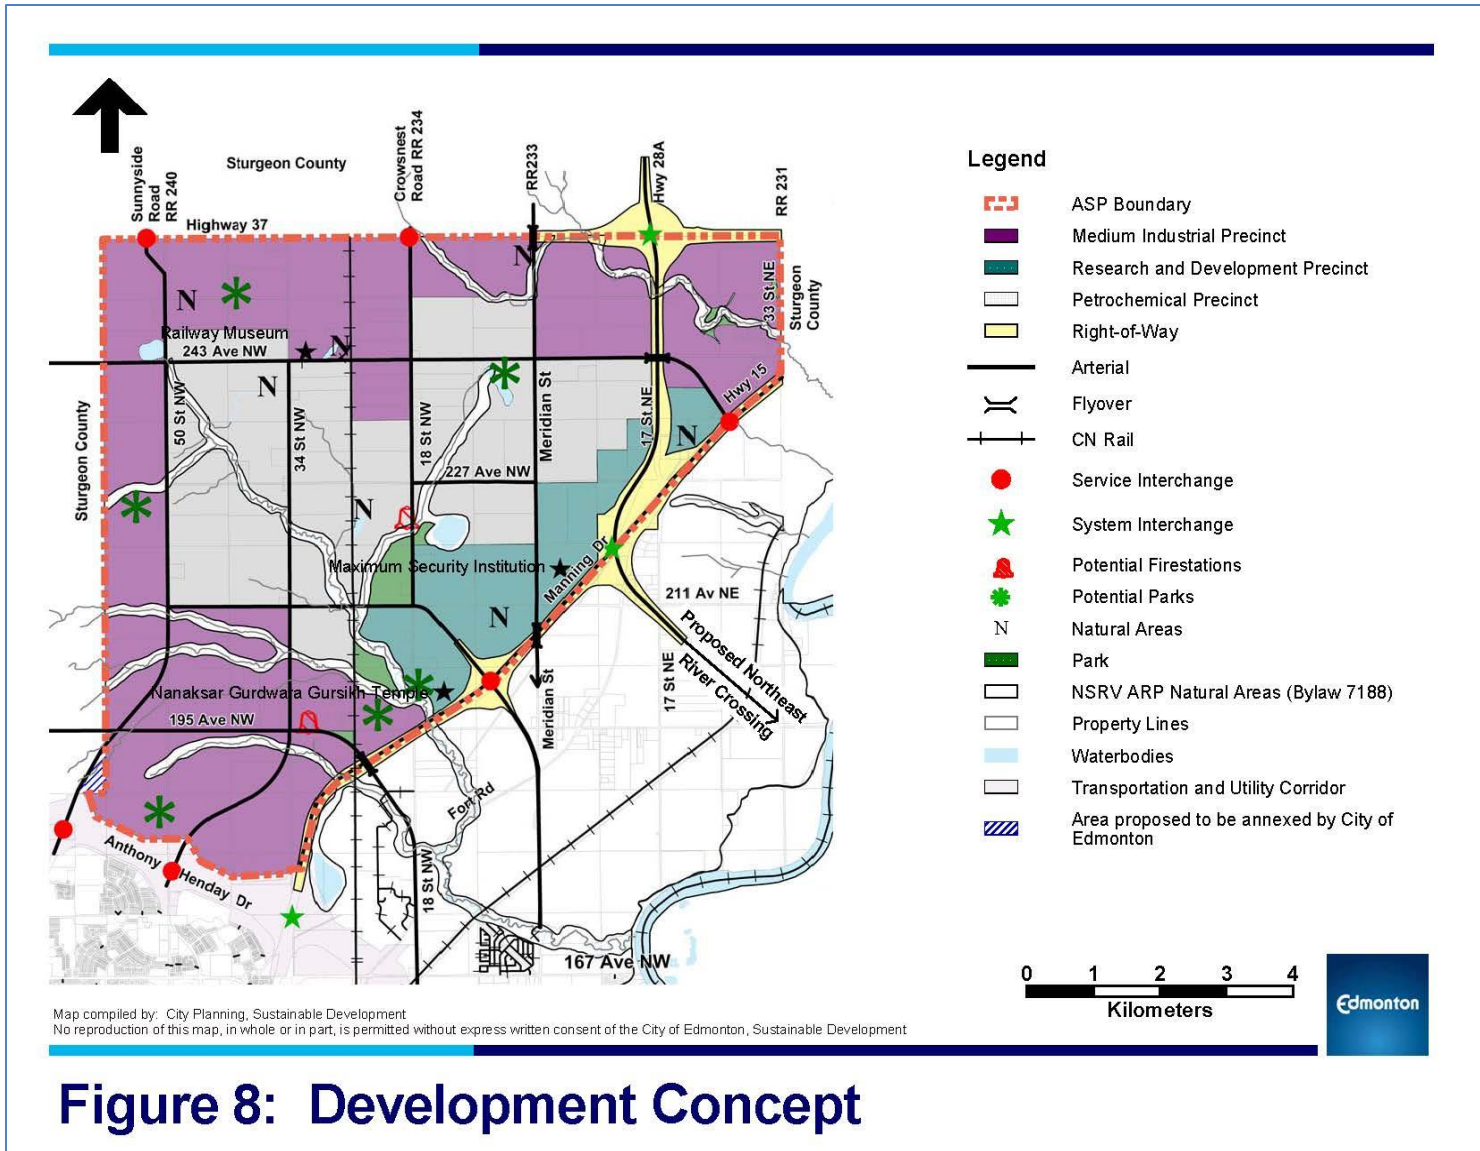 Sunnyside
Road
RR 240
Sturgeon County
Crowsnest
Road RR 234
RR233
Hwy 28A
RR 231
Highway 37
N
N
33 St NE
Sturgeon
County
Railway Museum
N
243 Ave NW
N
Hwy 15
Sturgeon County
50 St NW
34 St NW
18 St NW
Meridian St
17 St NE
N
227 Ave NW
N
Maximum Security Institution
Manning Dr
211 Av NE
N
Proposed Northeast
River Crossing
Nanaksar Gurdwara Gursikh Temple
Meridian St
17 St NE
195 Ave NW
Fort Rd
Anthony
Henday Dr
18 St NW
167 Ave NW
Legend
ASP Boundary
Medium Industrial Precinct
Research and Development Precinct
Petrochemical Precinct
Right-of-Way
Arterial
Flyover
CN Rail
Service Interchange
System Interchange
Potential Firestations
Potential Parks
N Natural Areas
Park
NSRV ARP Natural Areas (Bylaw 7188)
Property Lines
Waterbodies
Transportation and Utility Corridor
Area proposed to be annexed by City of
Edmonton
0 1 2 3 4
Kilometers
Edmonton
Map compiled by: City Planning, Sustainable Development
No reproduction of this map, in whole or in part, is permitted without express written consent of the City of Edmonton, Sustainable Development
Figure 8: Development Concept